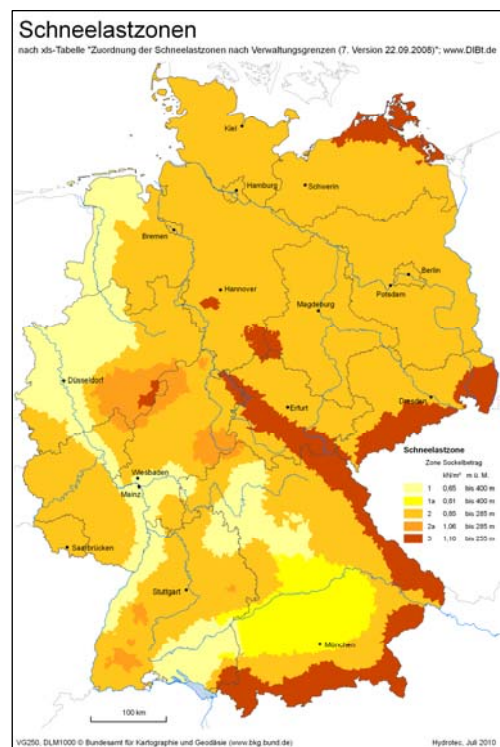 Schneelastzonen
nach xls-Tabelle "Zuordnung der Schneelastzonen nach Verwaltungsgrenzen (7. Version 22.09.2008)"; www.DIBt.de
Kiel
Hamburg
Schwerin
Bremen
Berlin
Hannover
Potsdam
Magdeburg
Düsseldorf
Erfurt
Dresden
Wiesbaden
Mainz
Saarbrücken
Stuttgart
München
Schneelastzone
Zone Sockelbetrag
kN/m² m ü. M.
1 0,65 bis 400 m
1a 0,81 bis 400 m
2 0,85 bis 285 m
2a 1,06 bis 285 m
3 1,10 bis 255 m
100 km
VG250, DLM1000 © Bundesamt für Kartographie und Geodäsie (www.bkg.bund.de)
Hydrotec, Juli 2010